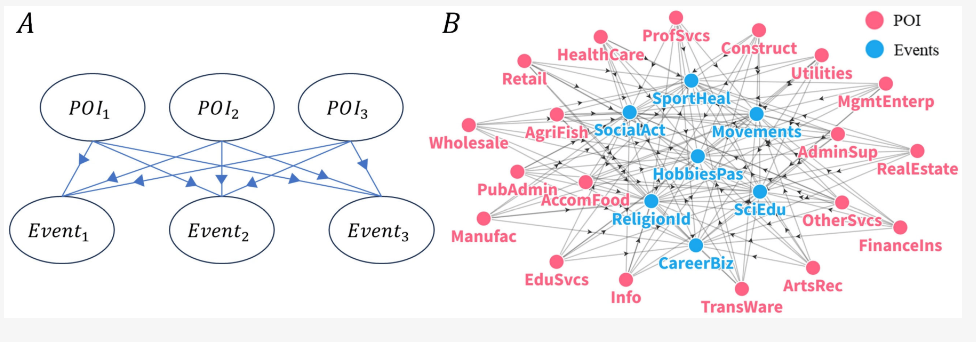 A
POI₁
POI₂
POI₃
Event₁
Event₂
Event₃
B
POI
Events
ProfSvcs
HealthCare
Construct
Retail
Utilities
SportHeal
MgmtEnterp
Wholesale
AgriFish
SocialAct
Movements
AdminSup
RealEstate
HobbiesPas
PubAdmin
AccomFood
ReligionId
SciEdu
OtherSvcs
Manufac
FinanceIns
CareerBiz
EduSvcs
Info
TransWare
ArtsRec